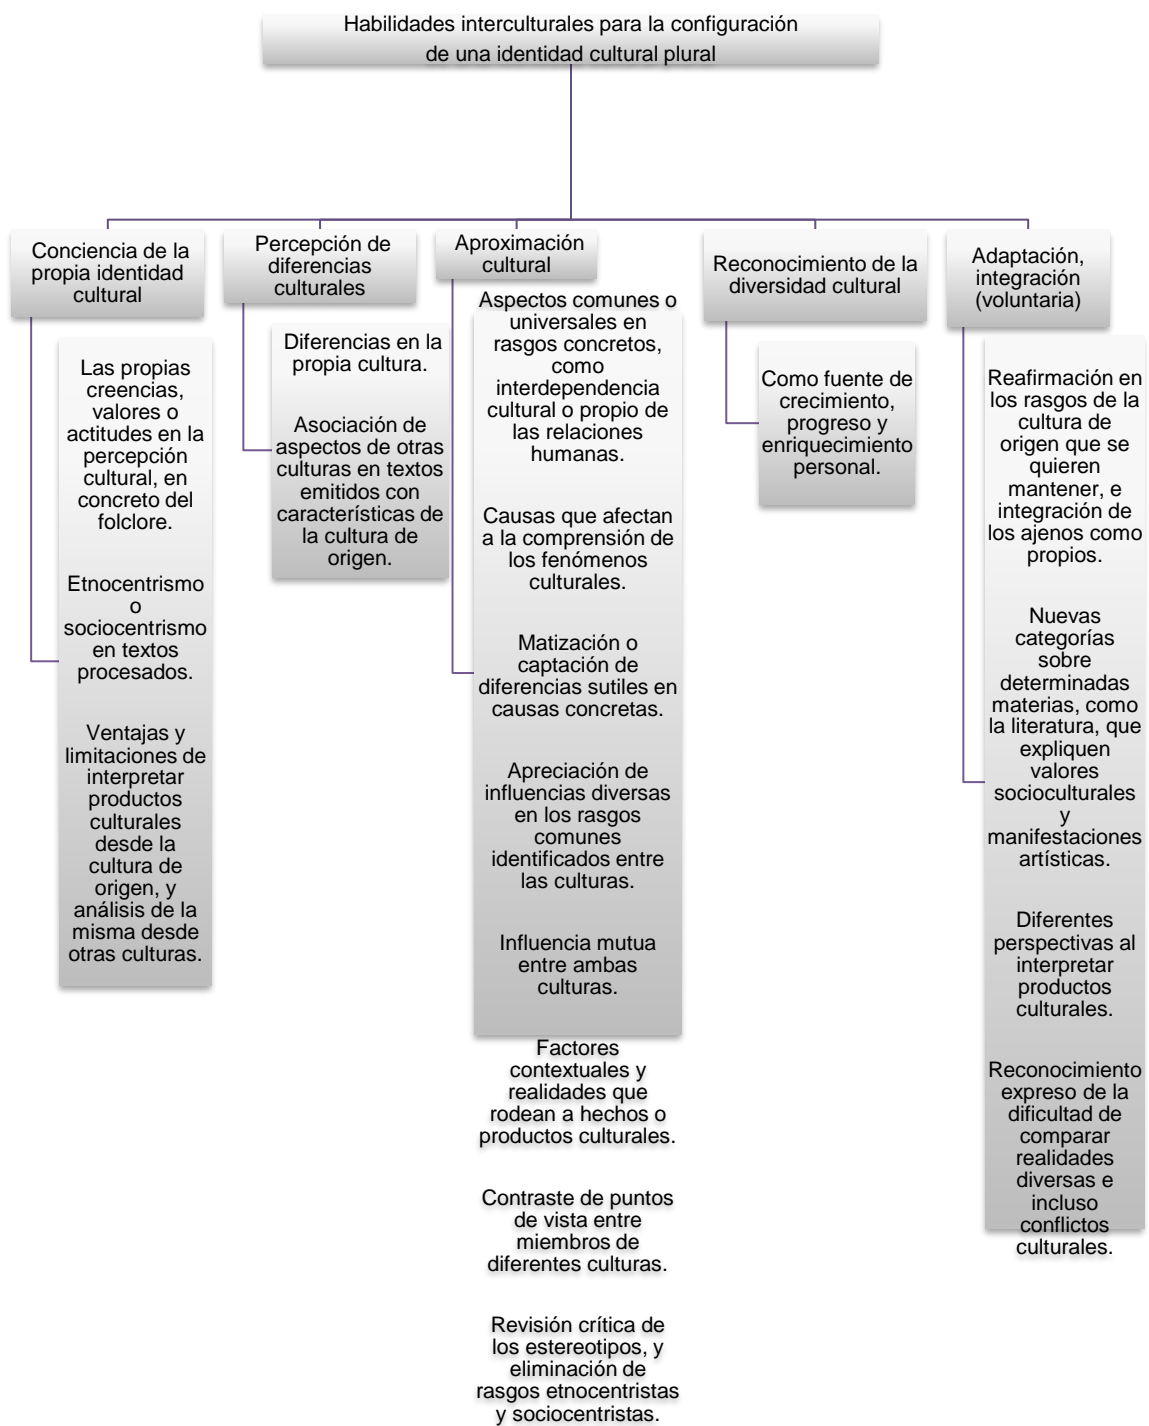 Habilidades interculturales para la configuración
de una identidad cultural plural
Conciencia de la
propia identidad
cultural
Las propias
creencias,
valores o
actitudes en la
percepción
cultural, en
concreto del
folclore.
Etnocentrismo
o
sociocentrismo
en textos
procesados.
Ventajas y
limitaciones de
interpretar
productos
culturales
desde la
cultura de
origen, y
análisis de la
misma desde
otras culturas.
Percepción de
diferencias
culturales
Diferencias en la
propia cultura.
Asociación de
aspectos de otras
culturas en textos
emitidos con
características de
la cultura de
origen.
Aproximación
cultural
Aspectos comunes o
universales en
rasgos concretos,
como
interdependencia
cultural o propio de
las relaciones
humanas.
Causas que afectan
a la comprensión de
los fenómenos
culturales.
Matización o
captación de
diferencias sutiles en
causas concretas.
Apreciación de
influencias diversas
en los rasgos
comunes
identificados entre
las culturas.
Influencia mutua
entre ambas
culturas.
Factores
contextuales y
realidades que
rodean a hechos o
productos culturales.
Contraste de puntos
de vista entre
miembros de
diferentes culturas.
Revisión crítica de
los estereotipos, y
eliminación de
rasgos etnocentristas
y sociocentristas.
Reconocimiento de la
diversidad cultural
Como fuente de
crecimiento,
progreso y
enriquecimiento
personal.
Adaptación,
integración
(voluntaria)
Reafirmación en
los rasgos de la
cultura de
origen que se
quieren
mantener, e
integración de
los ajenos como
propios.
Nuevas
categorías
sobre
determinadas
materias, como
la literatura, que
expliquen
valores
socioculturales
y
manifestaciones
artísticas.
Diferentes
perspectivas al
interpretar
productos
culturales.
Reconocimiento
expreso de la
dificultad de
comparar
realidades
diversas e
incluso
conflictos
culturales.